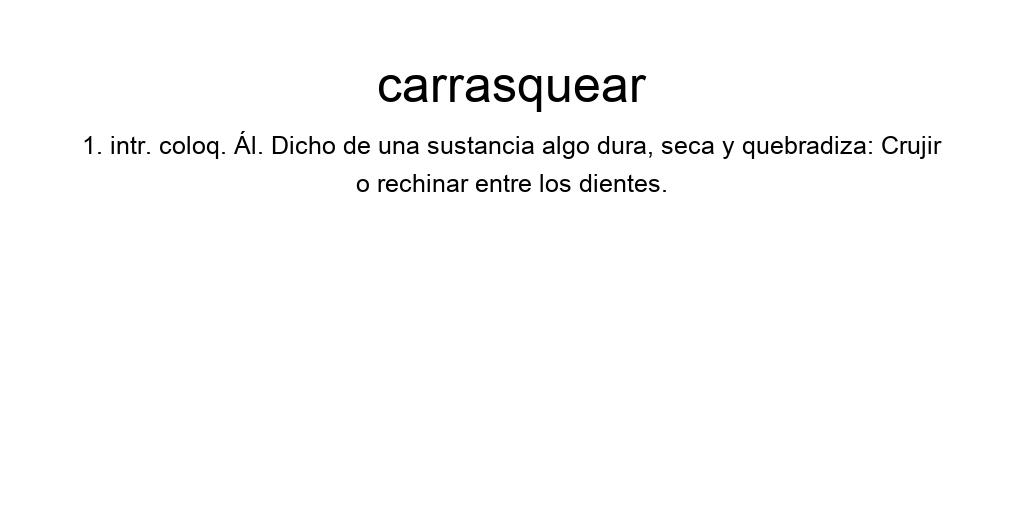 carrasquear
1. intr. coloq. Ál. Dicho de una sustancia algo dura, seca y quebradiza: Crujir
o rechinar entre los dientes.